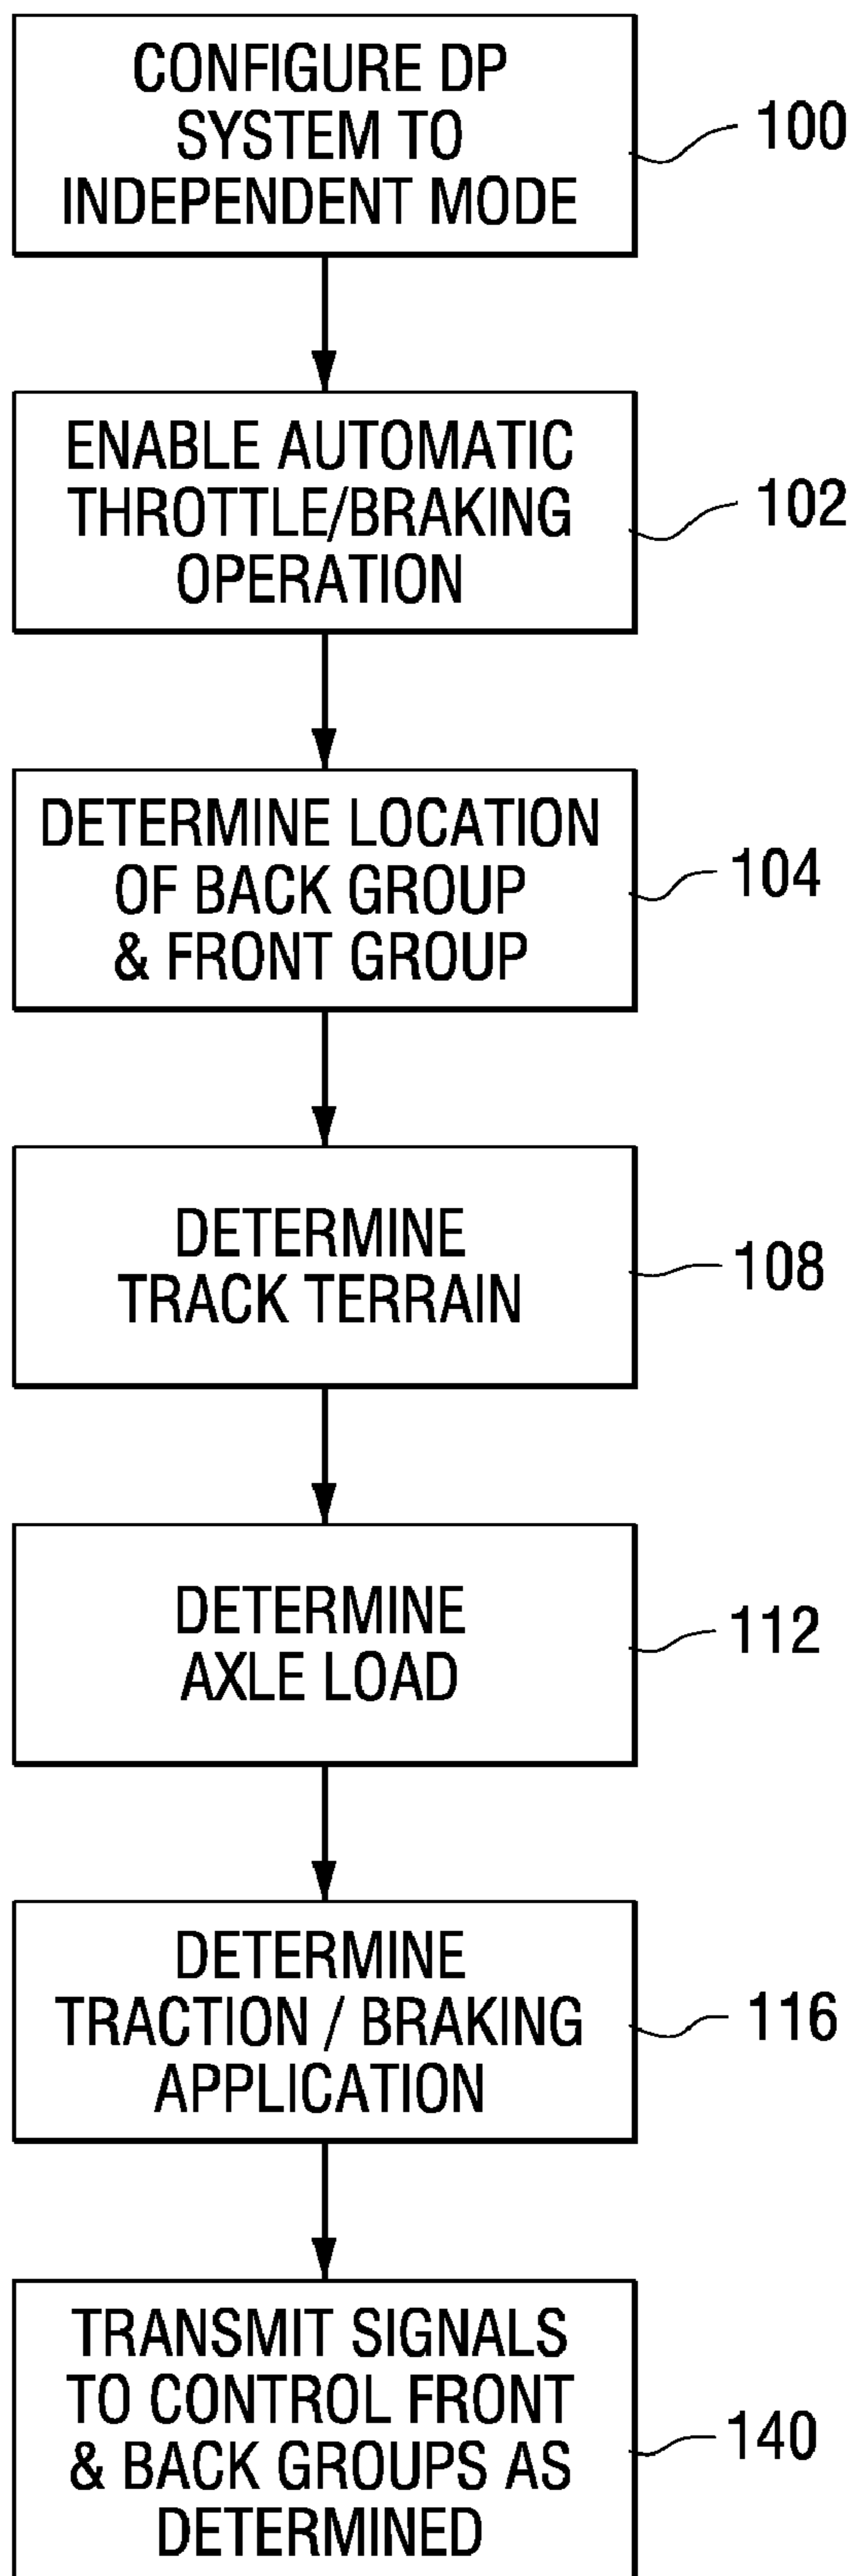 CONFIGURE DP
SYSTEM TO
INDEPENDENT MODE
100
ENABLE AUTOMATIC
THROTTLE/BRAKING
OPERATION
102
DETERMINE LOCATION
OF BACK GROUP
& FRONT GROUP
104
DETERMINE
TRACK TERRAIN
108
DETERMINE
AXLE LOAD
112
DETERMINE
TRACTION / BRAKING
APPLICATION
116
TRANSMIT SIGNALS
TO CONTROL FRONT
& BACK GROUPS AS
DETERMINED
140